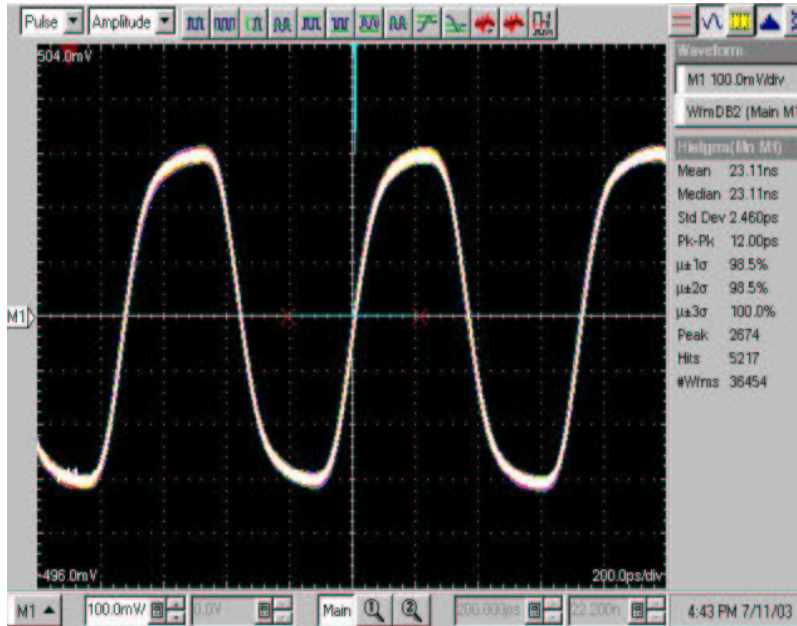 Pulse Amplitude
504.0mV
Waveform
M1 100.0mV/div
WfmDB2 (Main M1
Histgrm(Mn M1)
Mean 23.11ns
Median 23.11ns
Std Dev 2.460ps
Pk-Pk 12.00ps
µ±1σ 98.5%
µ±2σ 98.5%
µ±3σ 100.0%
Peak 2674
Hits 5217
#Wfms 36454
M1
-496.0mV
200.0ps/div
M1 100.0mV/ 0.0V Main 1 2 200.000ps 22.200n 4:43 PM 7/11/03